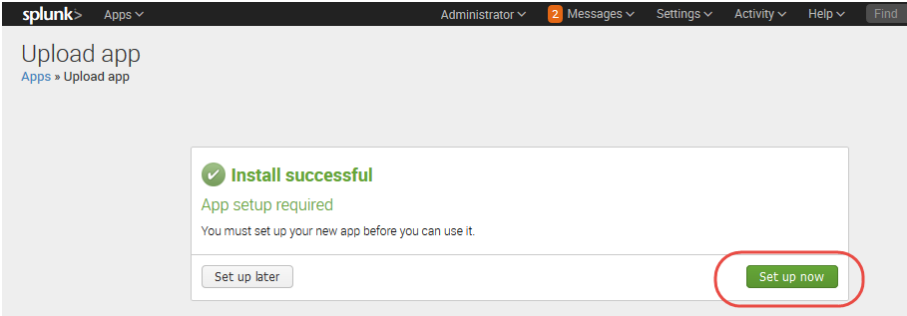 splunk> Apps Administrator 2 Messages Settings Activity Help Find
Upload app
Apps » Upload app
Install successful
App setup required
You must set up your new app before you can use it.
Set up later Set up now